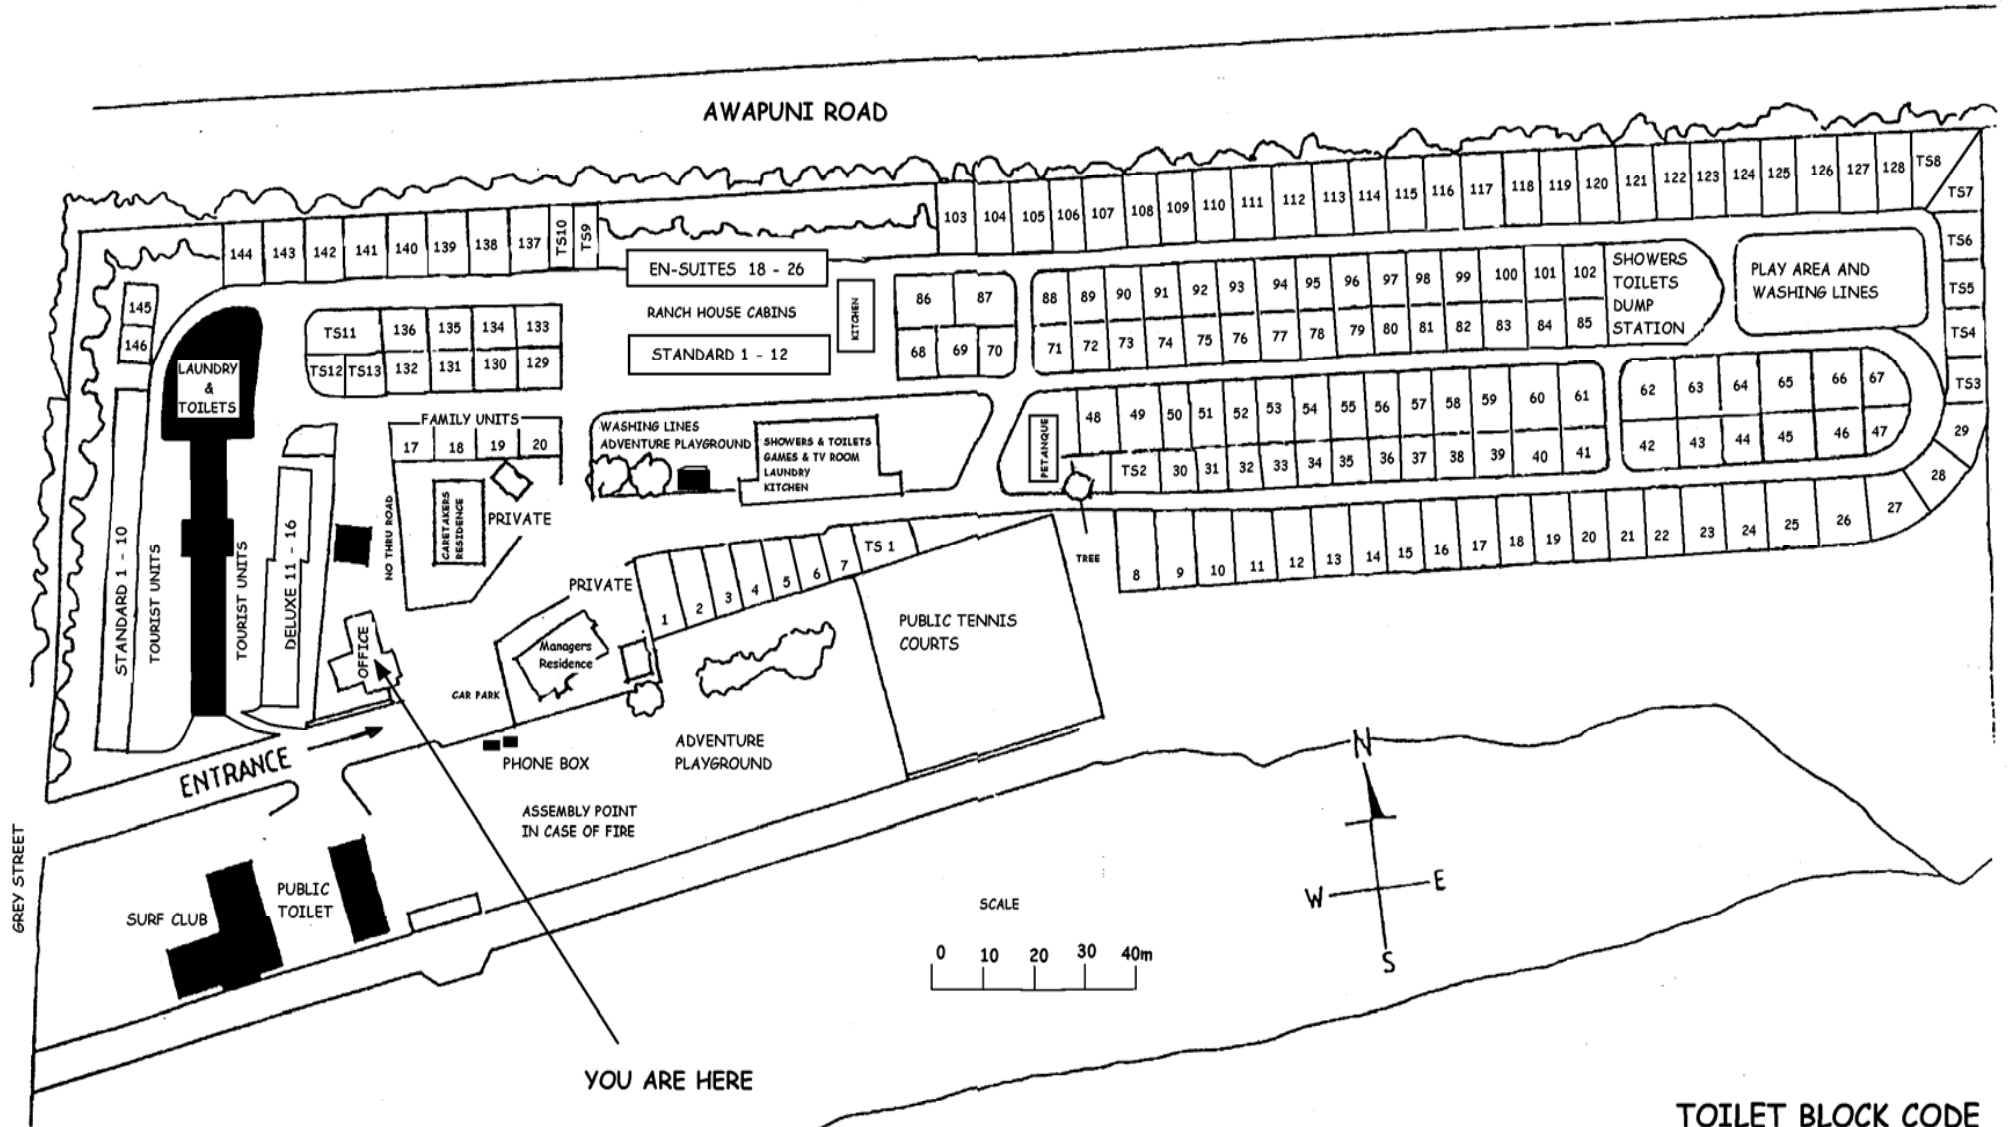 AWAPUNI ROAD
103 104 105 106 107 108 109 110 111 112 113 114 115 116 117 118 119 120 121 122 123 124 125 126 127 128 TS8
TS7
TS6
TS5
TS4
TS3
144 143 142 141 140 139 138 137 TS10 TS9
145
146
EN-SUITES 18 - 26
RANCH HOUSE CABINS
STANDARD 1 - 12
KITCHEN
86 87
68 69 70
88 89 90 91 92 93 94 95 96 97 98 99 100 101 102
71 72 73 74 75 76 77 78 79 80 81 82 83 84 85
SHOWERS
TOILETS
DUMP
STATION
PLAY AREA AND
WASHING LINES
TS11 136 135 134 133
TS12 TS13 132 131 130 129
LAUNDRY
&
TOILETS
FAMILY UNITS
17 18 19 20
WASHING LINES
ADVENTURE PLAYGROUND
SHOWERS & TOILETS
GAMES & TV ROOM
LAUNDRY
KITCHEN
PETANQUE
48 49 50 51 52 53 54 55 56 57 58 59 60 61
TS2 30 31 32 33 34 35 36 37 38 39 40 41
62 63 64 65 66 67
42 43 44 45 46 47
29
28
27
8 9 10 11 12 13 14 15 16 17 18 19 20 21 22 23 24 25 26
TREE
STANDARD 1 - 10
TOURIST UNITS
TOURIST UNITS
DELUXE 11 - 16
NO THRU ROAD
CARETAKERS
RESIDENCE
PRIVATE
OFFICE
PRIVATE
1 2 3 4 5 6 7 TS 1
Managers
Residence
CAR PARK
PUBLIC TENNIS
COURTS
ENTRANCE
PHONE BOX
ADVENTURE
PLAYGROUND
ASSEMBLY POINT
IN CASE OF FIRE
GREY STREET
SURF CLUB
PUBLIC
TOILET
N
W E
S
SCALE
0 10 20 30 40m
YOU ARE HERE
TOILET BLOCK CODE